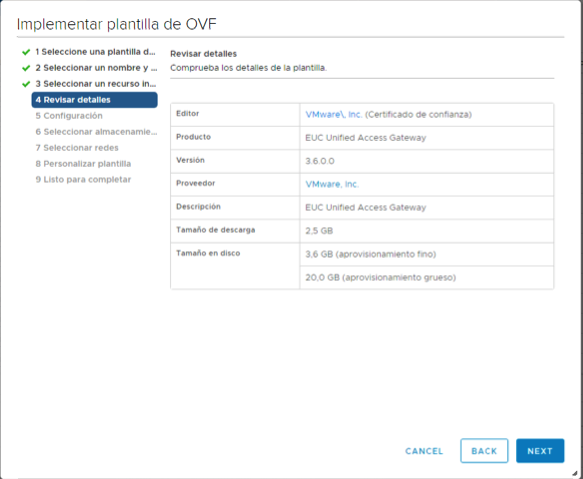 Implementar plantilla de OVF
1 Seleccione una plantilla d...
2 Seleccionar un nombre y ...
3 Seleccionar un recurso in...
4 Revisar detalles
5 Configuración
6 Seleccionar almacenamie...
7 Seleccionar redes
8 Personalizar plantilla
9 Listo para completar
Revisar detalles
Comprueba los detalles de la plantilla.
Editor VMware\, Inc. (Certificado de confianza)
Producto EUC Unified Access Gateway
Versión 3.6.0.0
Proveedor VMware, Inc.
Descripción EUC Unified Access Gateway
Tamaño de descarga 2,5 GB
Tamaño en disco 3,6 GB (aprovisionamiento fino)
20,0 GB (aprovisionamiento grueso)
CANCEL BACK NEXT